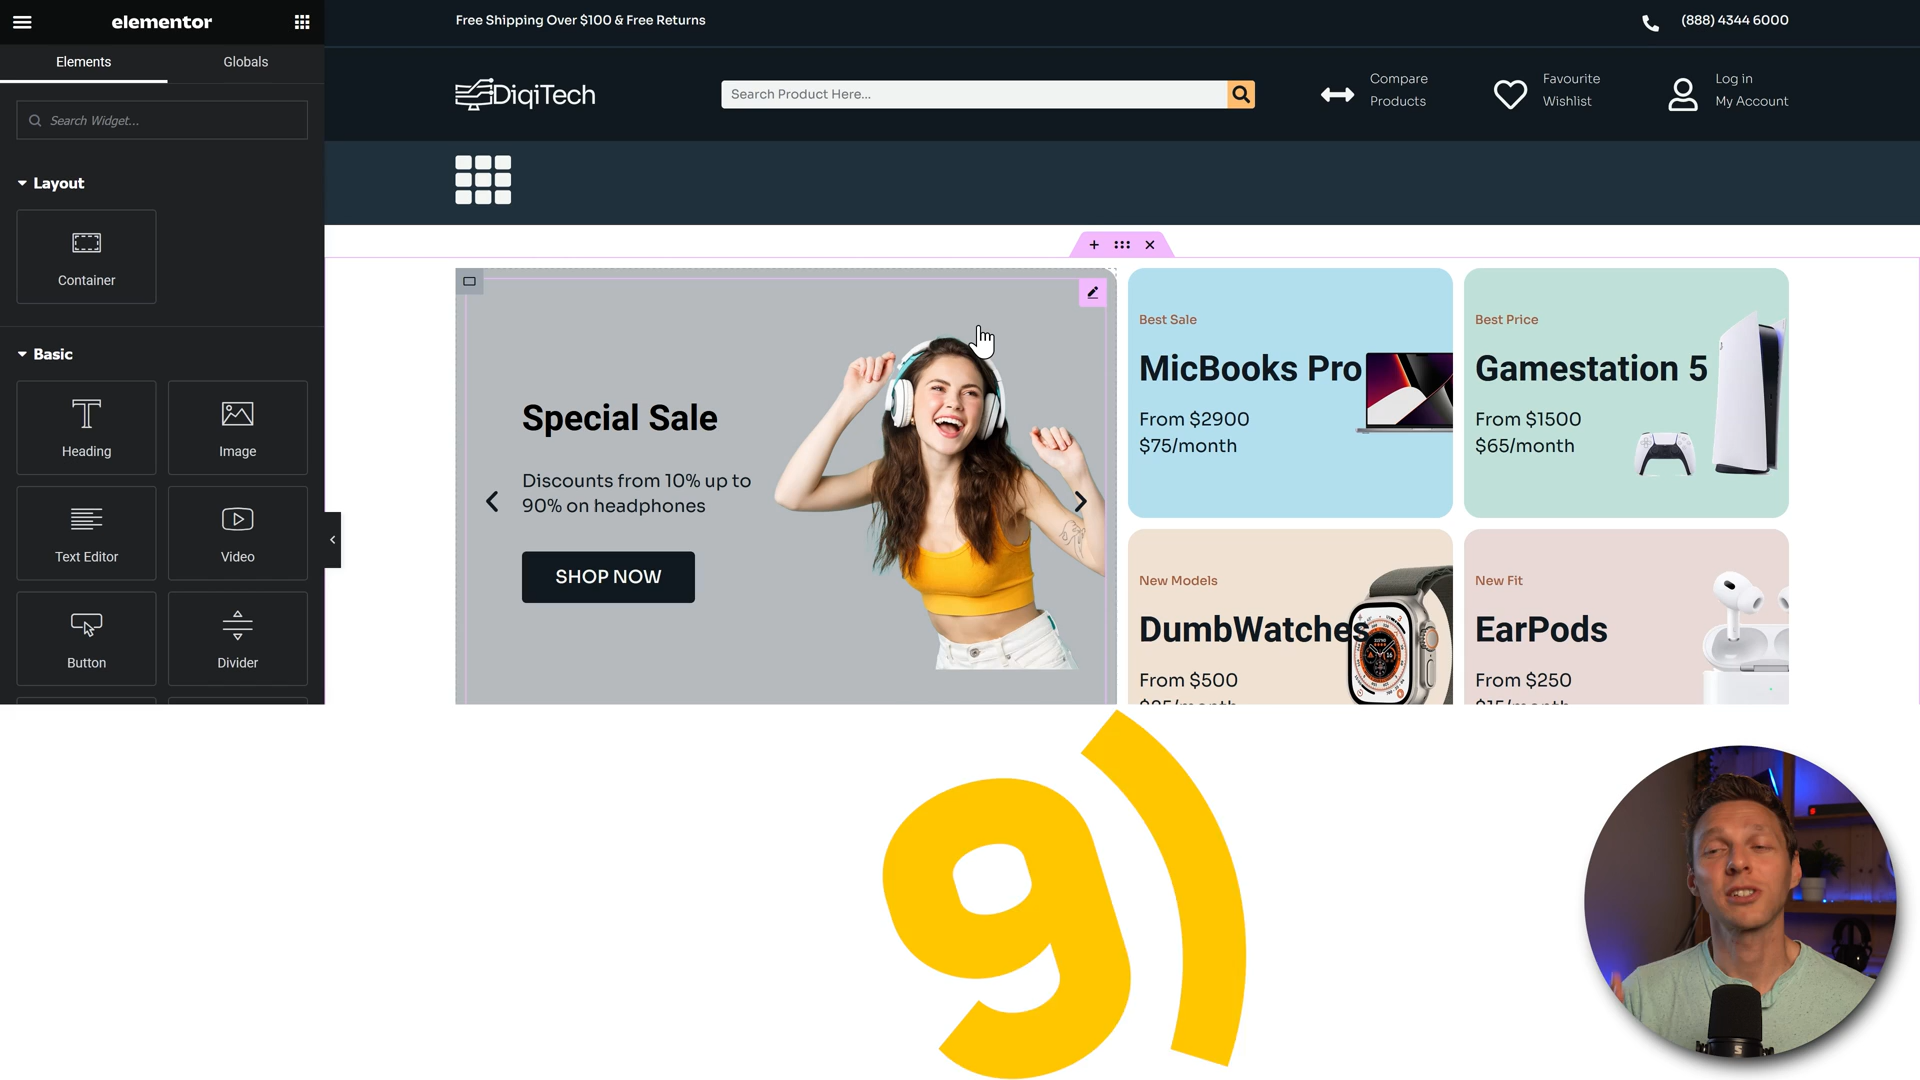 elementor
Free Shipping Over $100 & Free Returns
(888) 4344 6000
Elements
Globals
DiqiTech
Search Product Here...
Compare
Products
Favourite
Wishlist
Log in
My Account
Search Widget...
Layout
Container
Basic
Heading
Image
Text Editor
Video
Button
Divider
Special Sale
Discounts from 10% up to
90% on headphones
SHOP NOW
Best Sale
MicBooks Pro
From $2900
$75/month
Best Price
Gamestation 5
From $1500
$65/month
New Models
DumbWatches
From $500
New Fit
EarPods
From $250
g)